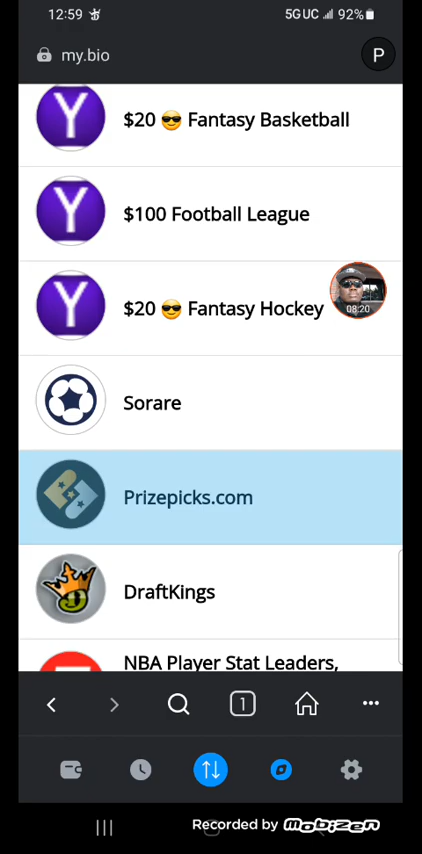 12:59
5G UC 92%
my.bio
P
Y
$20 😎 Fantasy Basketball
Y
$100 Football League
Y
$20 😎 Fantasy Hockey
08:20
Sorare
Prizepicks.com
DraftKings
NBA Player Stat Leaders,
1
Recorded by MOBIZEN